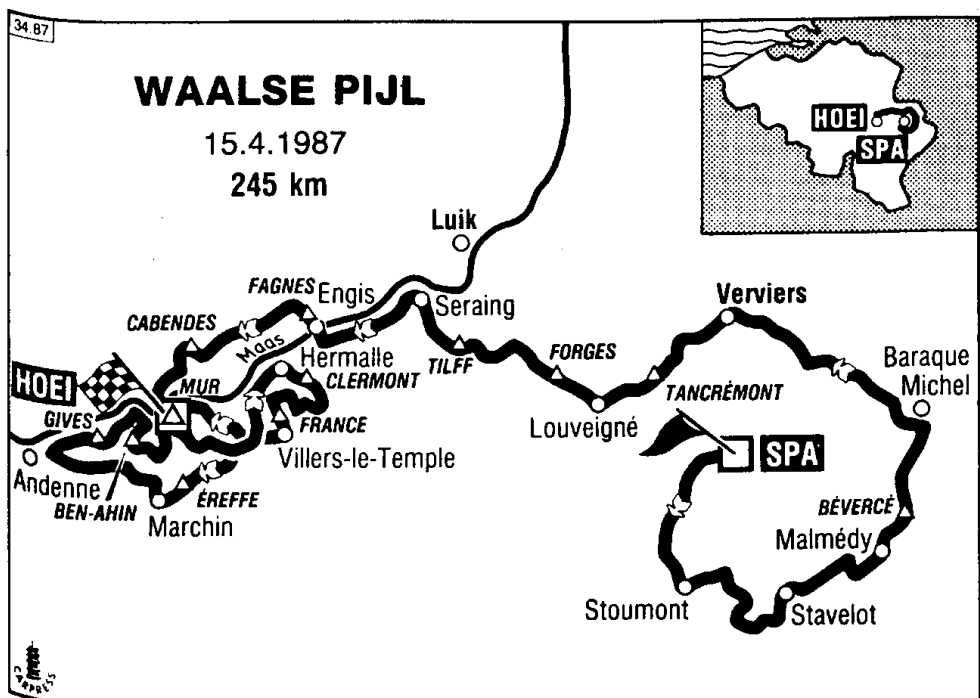 34.87
WAALSE PIJL
15.4.1987
245 km
HOEI
SPA
Luik
FAGNES
Engis
Seraing
Verviers
CABENDES
Maas
Hermalle
CLERMONT
TILFF
FORGES
Baraque
Michel
HOEI
MUR
TANCRÉMONT
GIVES
FRANCE
Louveigné
Villers-le-Temple
SPA
Andenne
BEN-AHIN
ÉREFFE
Marchin
BÉVERCÉ
Malmédy
Stoumont
Stavelot
CARPRESS